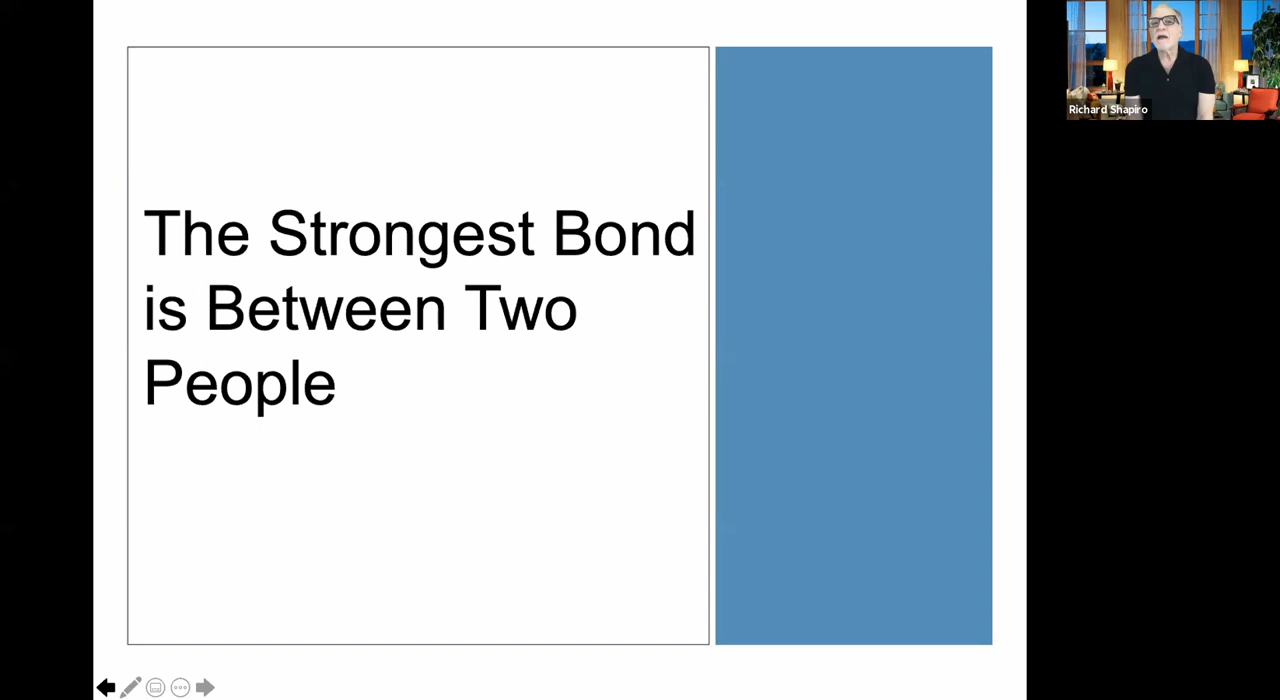 The Strongest Bond
is Between Two
People
Richard Shapiro